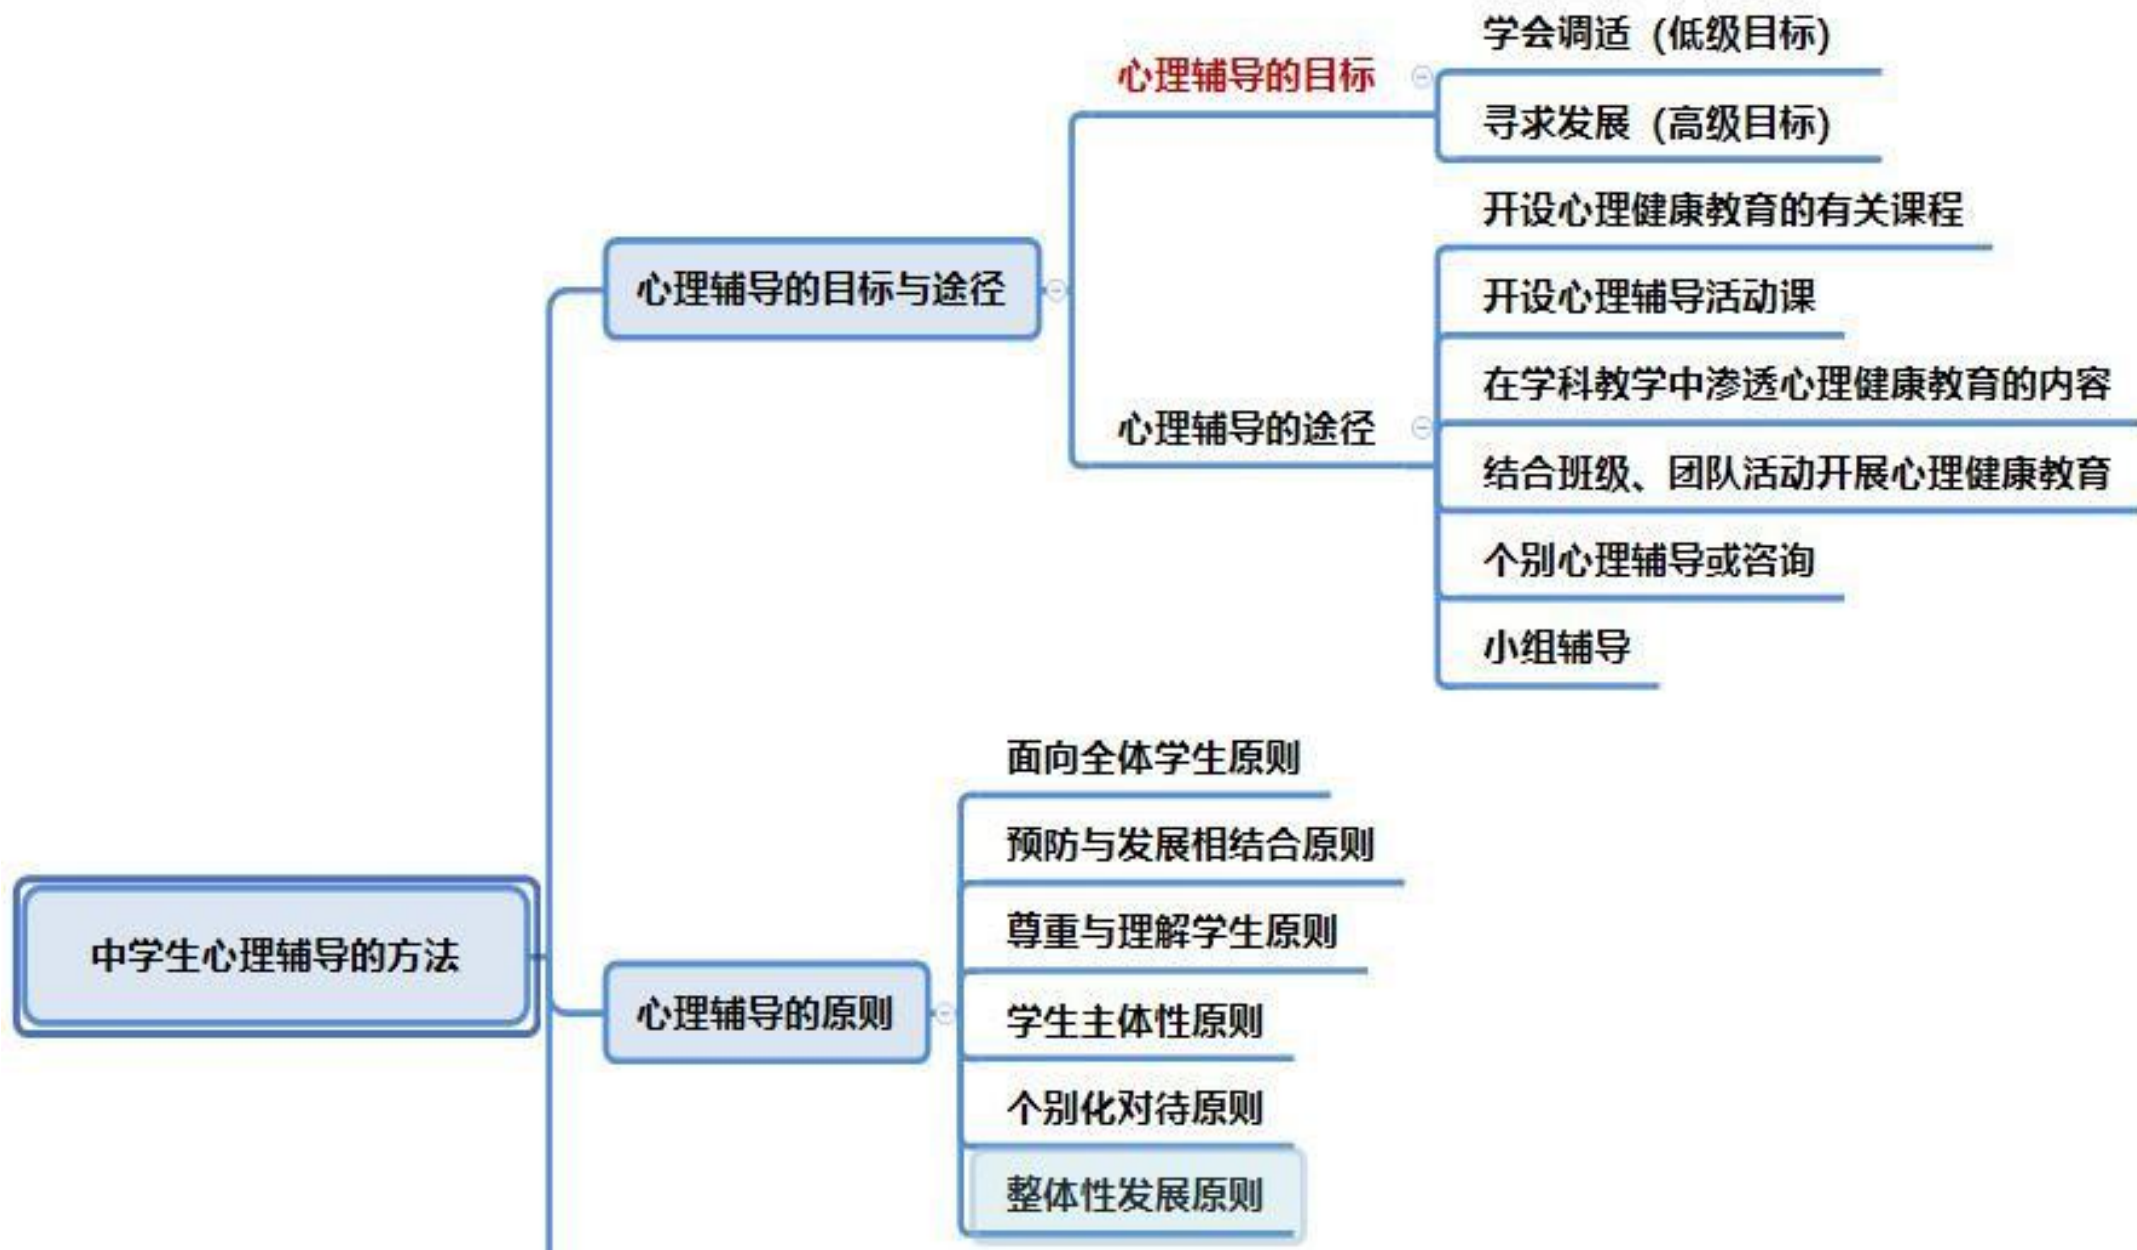 学会调适（低级目标）
心理辅导的目标
寻求发展（高级目标）
开设心理健康教育的有关课程
心理辅导的目标与途径
开设心理辅导活动课
在学科教学中渗透心理健康教育的内容
心理辅导的途径
结合班级、团队活动开展心理健康教育
个别心理辅导或咨询
小组辅导
面向全体学生原则
预防与发展相结合原则
尊重与理解学生原则
中学生心理辅导的方法
心理辅导的原则
学生主体性原则
个别化对待原则
整体性发展原则